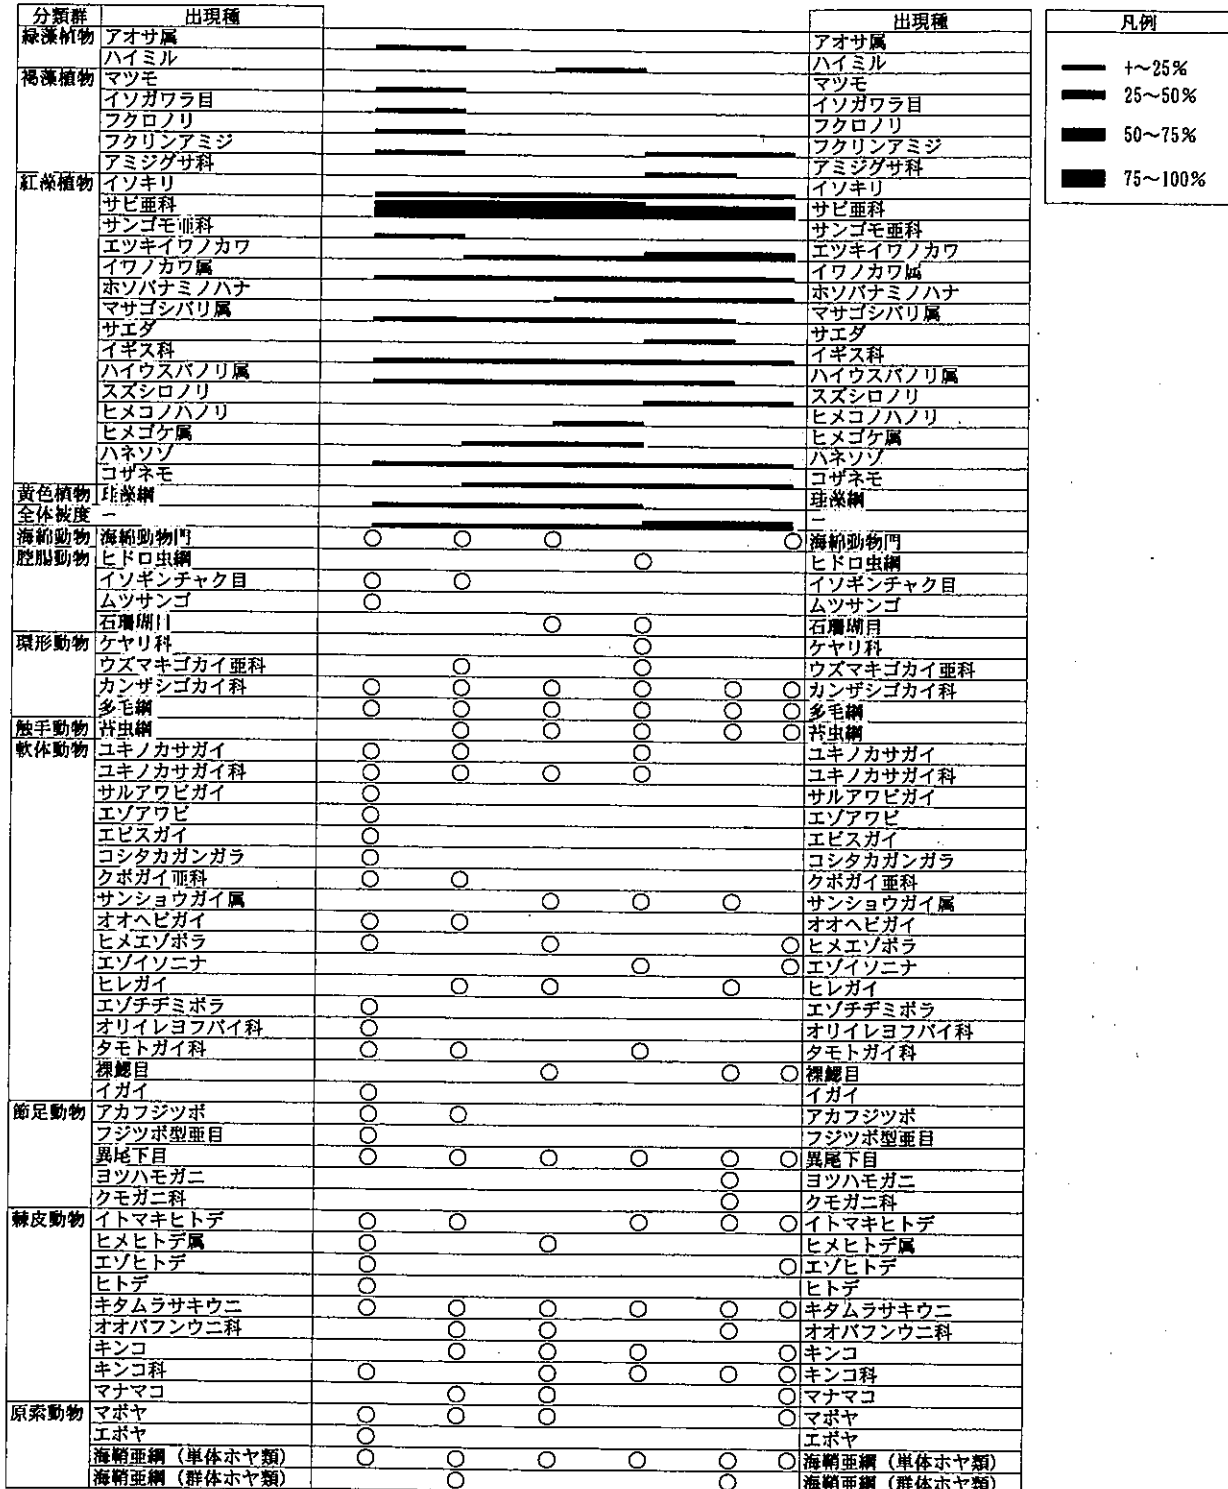 分類群 出現種 出現種 凡例
緑藻植物 アオサ属 アオサ属
ハイミル ハイミル
褐藻植物 マツモ マツモ
イソガワラ目 イソガワラ目
フクロノリ フクロノリ
フクリンアミジ フクリンアミジ
アミジグサ科 アミジグサ科
紅藻植物 イソキリ イソキリ
サビ亜科 サビ亜科
サンゴモ亜科 サンゴモ亜科
エツキイワノカワ エツキイワノカワ
イワノカワ属 イワノカワ属
ホソバナミノハナ ホソバナミノハナ
マサゴシバリ属 マサゴシバリ属
サエダ サエダ
イギス科 イギス科
ハイウスバノリ属 ハイウスバノリ属
スズシロノリ スズシロノリ
ヒメコノハノリ ヒメコノハノリ
ヒメゴケ属 ヒメゴケ属
ハネソゾ ハネソゾ
コザネモ コザネモ
黄色植物 珪藻綱 珪藻綱
全体被度 - -
海綿動物 海綿動物門 ○ ○ ○ ○ 海綿動物門
腔腸動物 ヒドロ虫綱 ○ ヒドロ虫綱
イソギンチャク目 ○ ○ イソギンチャク目
ムツサンゴ ○ ムツサンゴ
石珊瑚目 ○ ○ 石珊瑚目
環形動物 ケヤリ科 ○ ケヤリ科
ウズマキゴカイ亜科 ○ ○ ウズマキゴカイ亜科
カンザシゴカイ科 ○ ○ ○ ○ ○ ○ カンザシゴカイ科
多毛綱 ○ ○ ○ ○ ○ ○ 多毛綱
触手動物 苔虫綱 ○ ○ ○ ○ ○ 苔虫綱
軟体動物 ユキノカサガイ ○ ○ ○ ユキノカサガイ
ユキノカサガイ科 ○ ○ ○ ○ ユキノカサガイ科
サルアワビガイ ○ サルアワビガイ
エゾアワビ ○ エゾアワビ
エビスガイ ○ エビスガイ
コシタカガンガラ ○ コシタカガンガラ
クボガイ亜科 ○ ○ クボガイ亜科
サンショウガイ属 ○ ○ ○ サンショウガイ属
オオヘビガイ ○ ○ オオヘビガイ
ヒメエゾボラ ○ ○ ○ ヒメエゾボラ
エゾイソニナ ○ ○ エゾイソニナ
ヒレガイ ○ ○ ○ ヒレガイ
エゾチヂミボラ ○ エゾチヂミボラ
オリイレヨフバイ科 ○ オリイレヨフバイ科
タモトガイ科 ○ ○ ○ タモトガイ科
裸鰓目 ○ ○ ○ 裸鰓目
イガイ ○ イガイ
節足動物 アカフジツボ ○ ○ アカフジツボ
フジツボ型亜目 ○ フジツボ型亜目
異尾下目 ○ ○ ○ ○ ○ ○ 異尾下目
ヨツハモガニ ○ ヨツハモガニ
クモガニ科 ○ クモガニ科
棘皮動物 イトマキヒトデ ○ ○ ○ ○ ○ イトマキヒトデ
ヒメヒトデ属 ○ ○ ヒメヒトデ属
エゾヒトデ ○ ○ エゾヒトデ
ヒトデ ○ ヒトデ
キタムラサキウニ ○ ○ ○ ○ ○ ○ キタムラサキウニ
オオバフンウニ科 ○ ○ ○ オオバフンウニ科
キンコ ○ ○ ○ ○ キンコ
キンコ科 ○ ○ ○ ○ ○ キンコ科
マナマコ ○ ○ ○ マナマコ
原索動物 マボヤ ○ ○ ○ ○ マボヤ
エボヤ ○ エボヤ
海鞘亜綱 (単体ホヤ類) ○ ○ ○ ○ ○ ○ 海鞘亜綱 (単体ホヤ類)
海鞘亜綱 (群体ホヤ類) ○ ○ 海鞘亜綱 (群体ホヤ類)
+～25%
25～50%
50～75%
75～100%